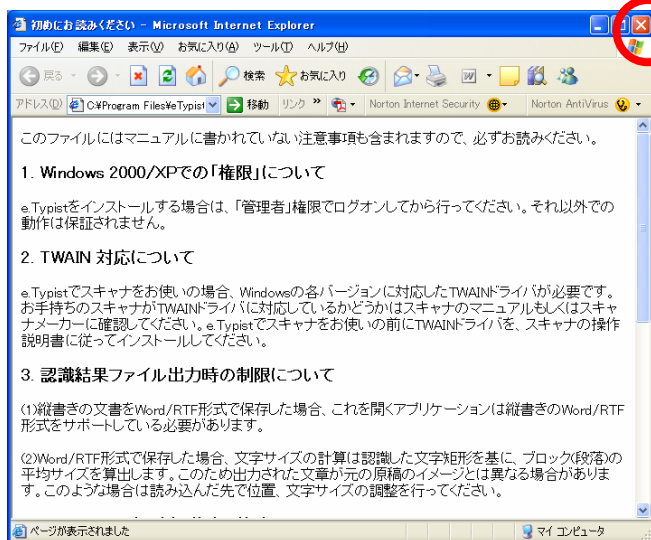 初めにお読みください - Microsoft Internet Explorer
ファイル(F) 編集(E) 表示(V) お気に入り(A) ツール(T) ヘルプ(H)
戻る 検索 お気に入り
アドレス(D) C:¥Program Files¥eTypist 移動 リンク » Norton Internet Security Norton AntiVirus
このファイルにはマニュアルに書かれていない注意事項も含まれますので、必ずお読みください。
1. Windows 2000/XPでの「権限」について
e.Typistをインストールする場合は、「管理者」権限でログオンしてから行ってください。それ以外での
動作は保証されません。
2. TWAIN 対応について
e.Typistでスキャナをお使いの場合、Windowsの各バージョンに対応したTWAINドライバが必要です。
お手持ちのスキャナがTWAINドライバに対応しているかどうかはスキャナのマニュアルもしくはスキャ
ナメーカーに確認してください。e.Typistでスキャナをお使いの前にTWAINドライバを、スキャナの操作
説明書に従ってインストールしてください。
3. 認識結果ファイル出力時の制限について
(1)縦書きの文書をWord/RTF形式で保存した場合、これを開くアプリケーションは縦書きのWord/RTF
形式をサポートしている必要があります。
(2)Word/RTF形式で保存した場合、文字サイズの計算は認識した文字矩形を基に、ブロック(段落)の
平均サイズを算出します。このため出力された文章が元の原稿のイメージとは異なる場合がありま
す。このような場合は読み込んだ先で位置、文字サイズの調整を行ってください。
ページが表示されました マイ コンピュータ